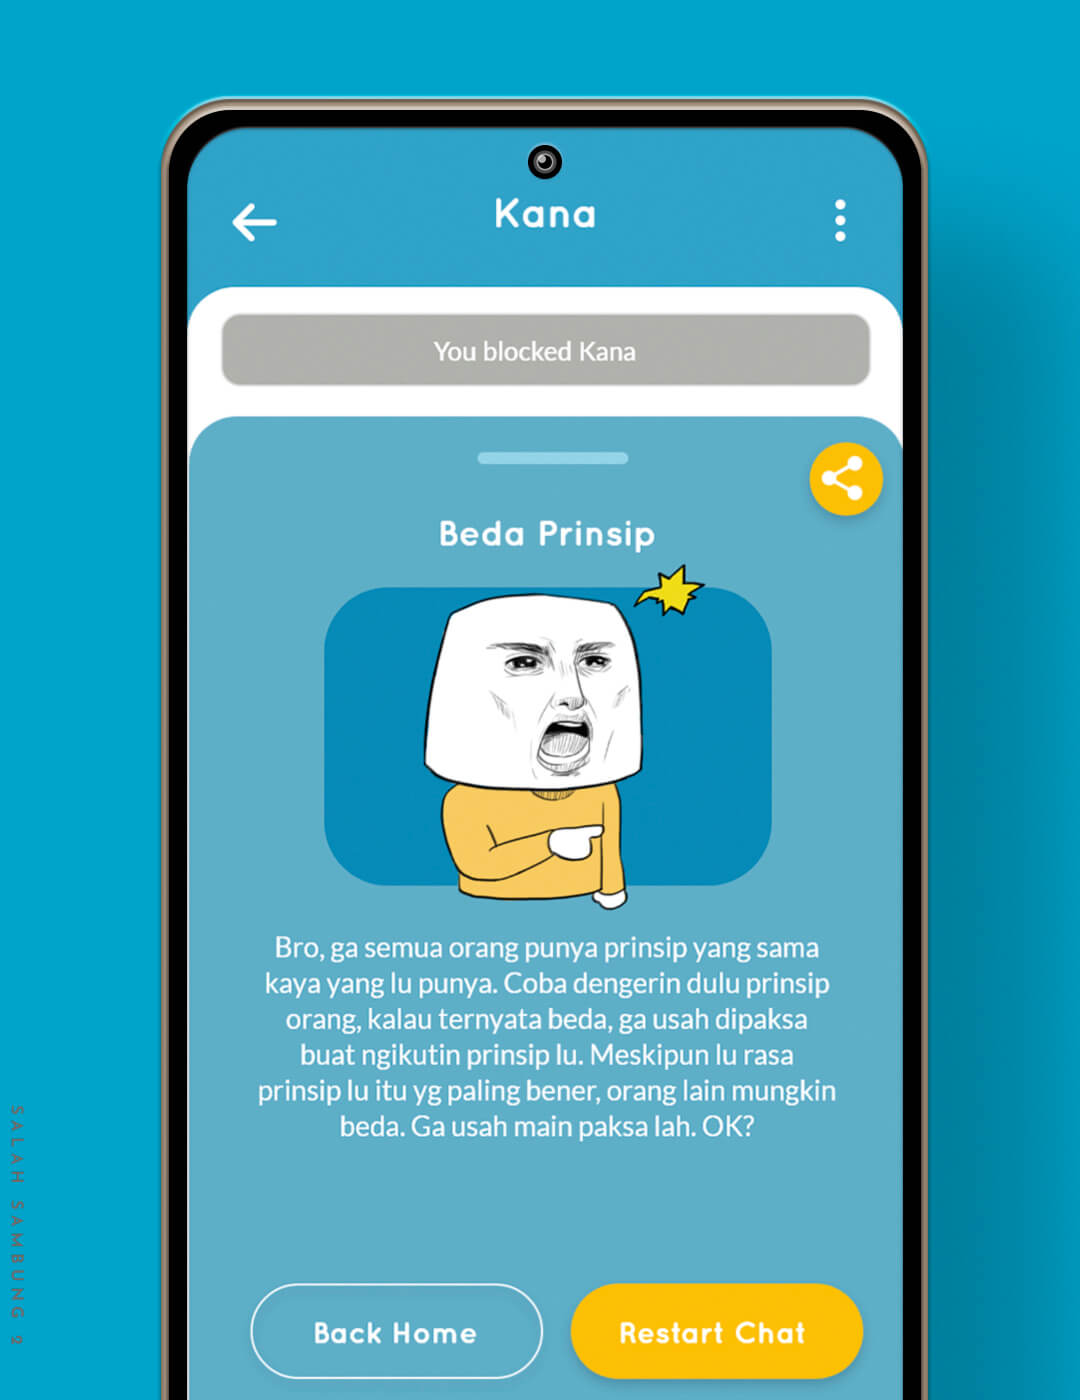 Kana
You blocked Kana
Beda Prinsip
Bro, ga semua orang punya prinsip yang sama
kaya yang lu punya. Coba dengerin dulu prinsip
orang, kalau ternyata beda, ga usah dipaksa
buat ngikutin prinsip lu. Meskipun lu rasa
prinsip lu itu yg paling bener, orang lain mungkin
beda. Ga usah main paksa lah. OK?
Back Home
Restart Chat
SALAH SAMBUNG 2